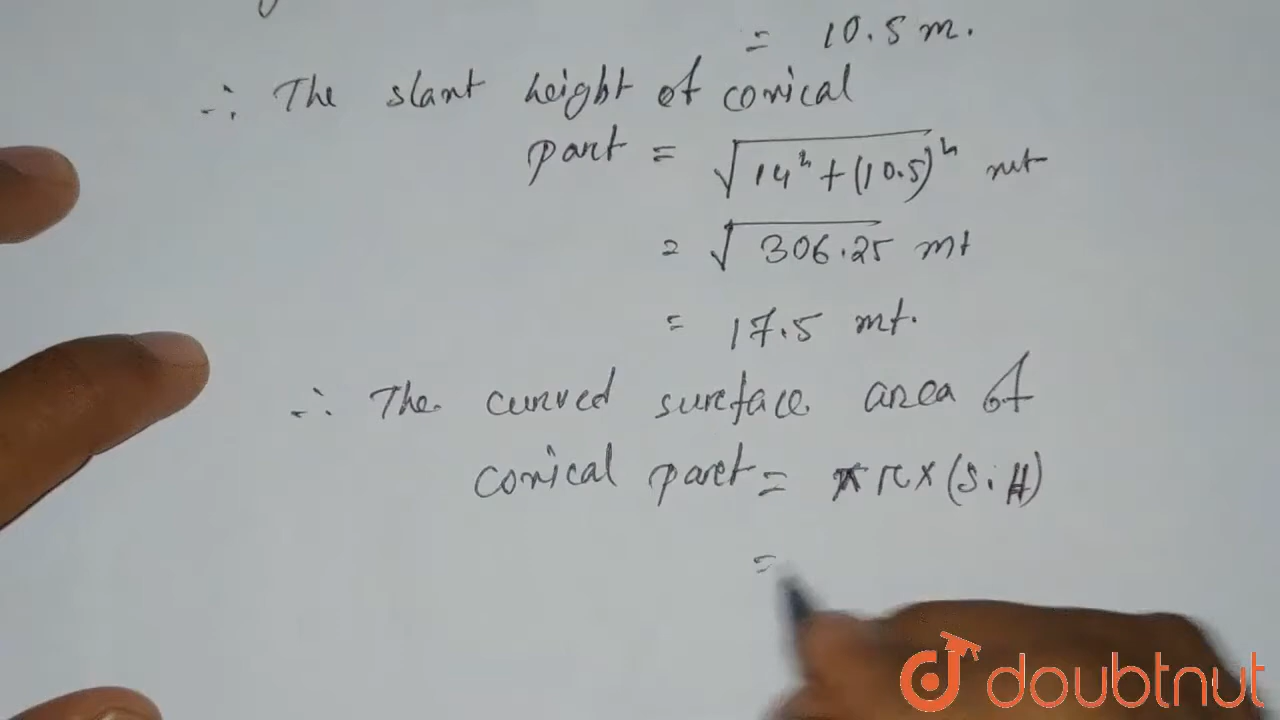 = 10.5 m.
∴ The slant height of conical
part = √14² + (10.5)² mt
= √306.25 mt
= 17.5 mt.
∴ The curved surface area of
conical part = πr × (S.H)
=
doubtnut